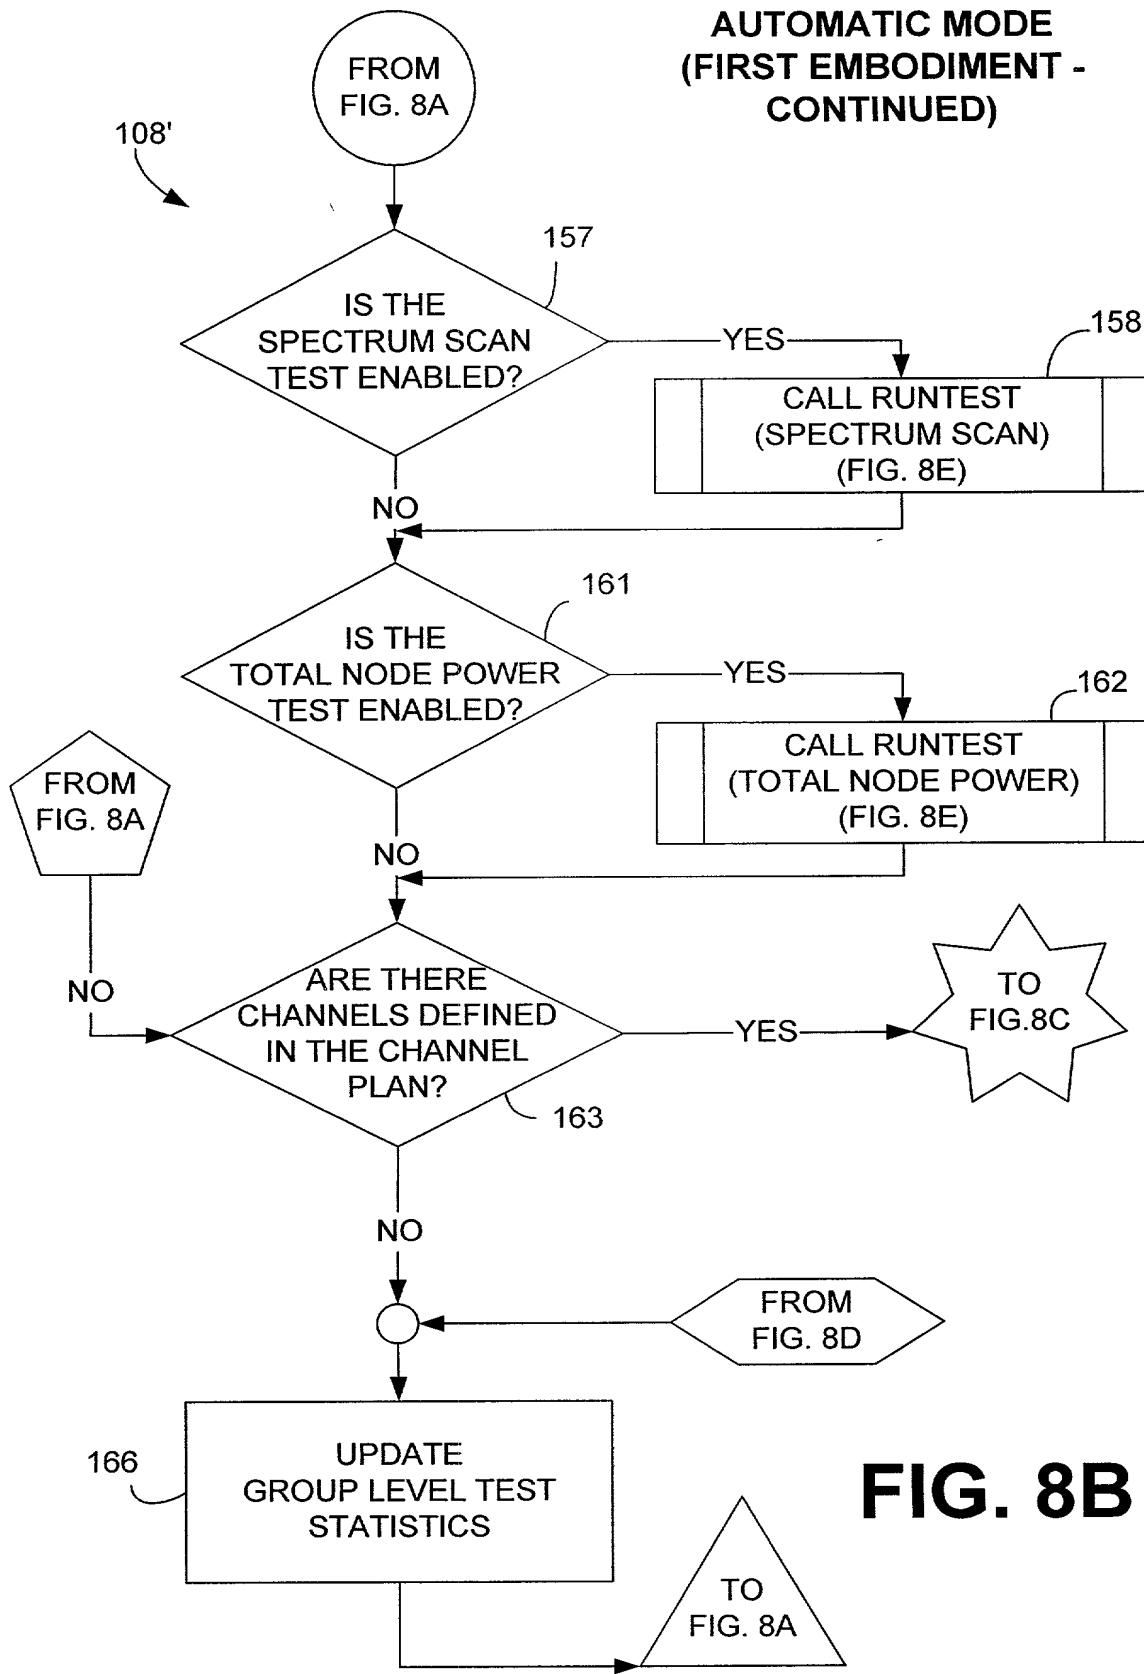 AUTOMATIC MODE
(FIRST EMBODIMENT -
CONTINUED)
FROM
FIG. 8A
108'
157
IS THE
SPECTRUM SCAN
TEST ENABLED?
YES
158
CALL RUNTEST
(SPECTRUM SCAN)
(FIG. 8E)
NO
161
IS THE
TOTAL NODE POWER
TEST ENABLED?
YES
162
CALL RUNTEST
(TOTAL NODE POWER)
(FIG. 8E)
FROM
FIG. 8A
NO
NO
ARE THERE
CHANNELS DEFINED
IN THE CHANNEL
PLAN?
YES
TO
FIG.8C
163
NO
FROM
FIG. 8D
166
UPDATE
GROUP LEVEL TEST
STATISTICS
FIG. 8B
TO
FIG. 8A